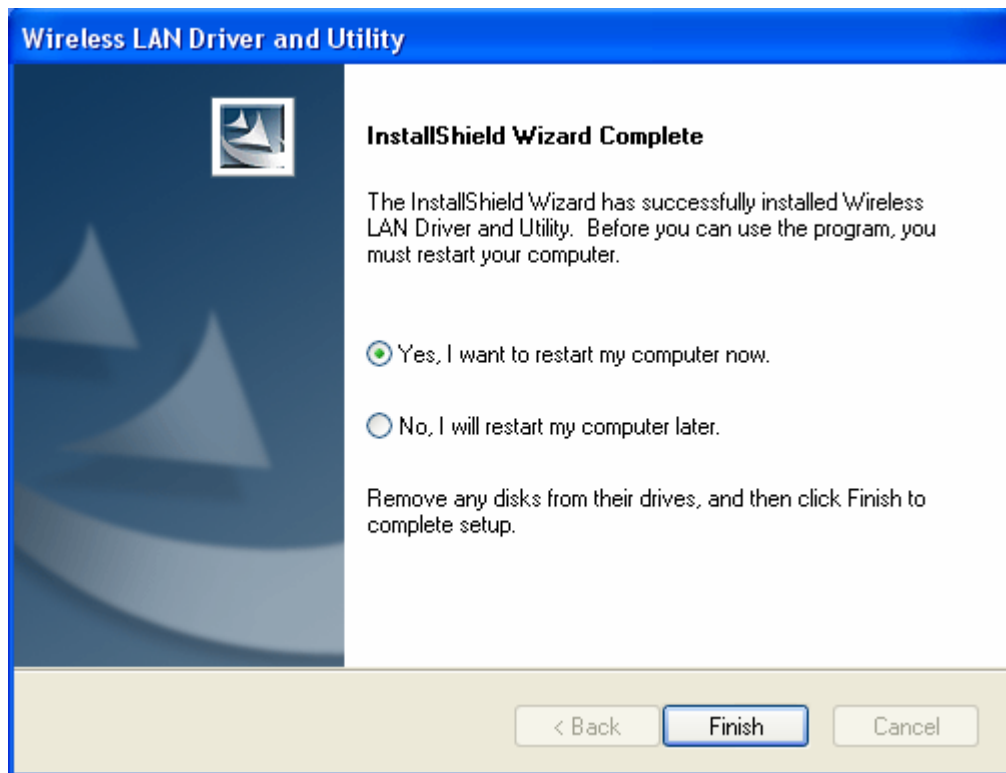 Wireless LAN Driver and Utility
InstallShield Wizard Complete
The InstallShield Wizard has successfully installed Wireless
LAN Driver and Utility.  Before you can use the program, you
must restart your computer.
Yes, I want to restart my computer now.
No, I will restart my computer later.
Remove any disks from their drives, and then click Finish to
complete setup.
< Back Finish Cancel